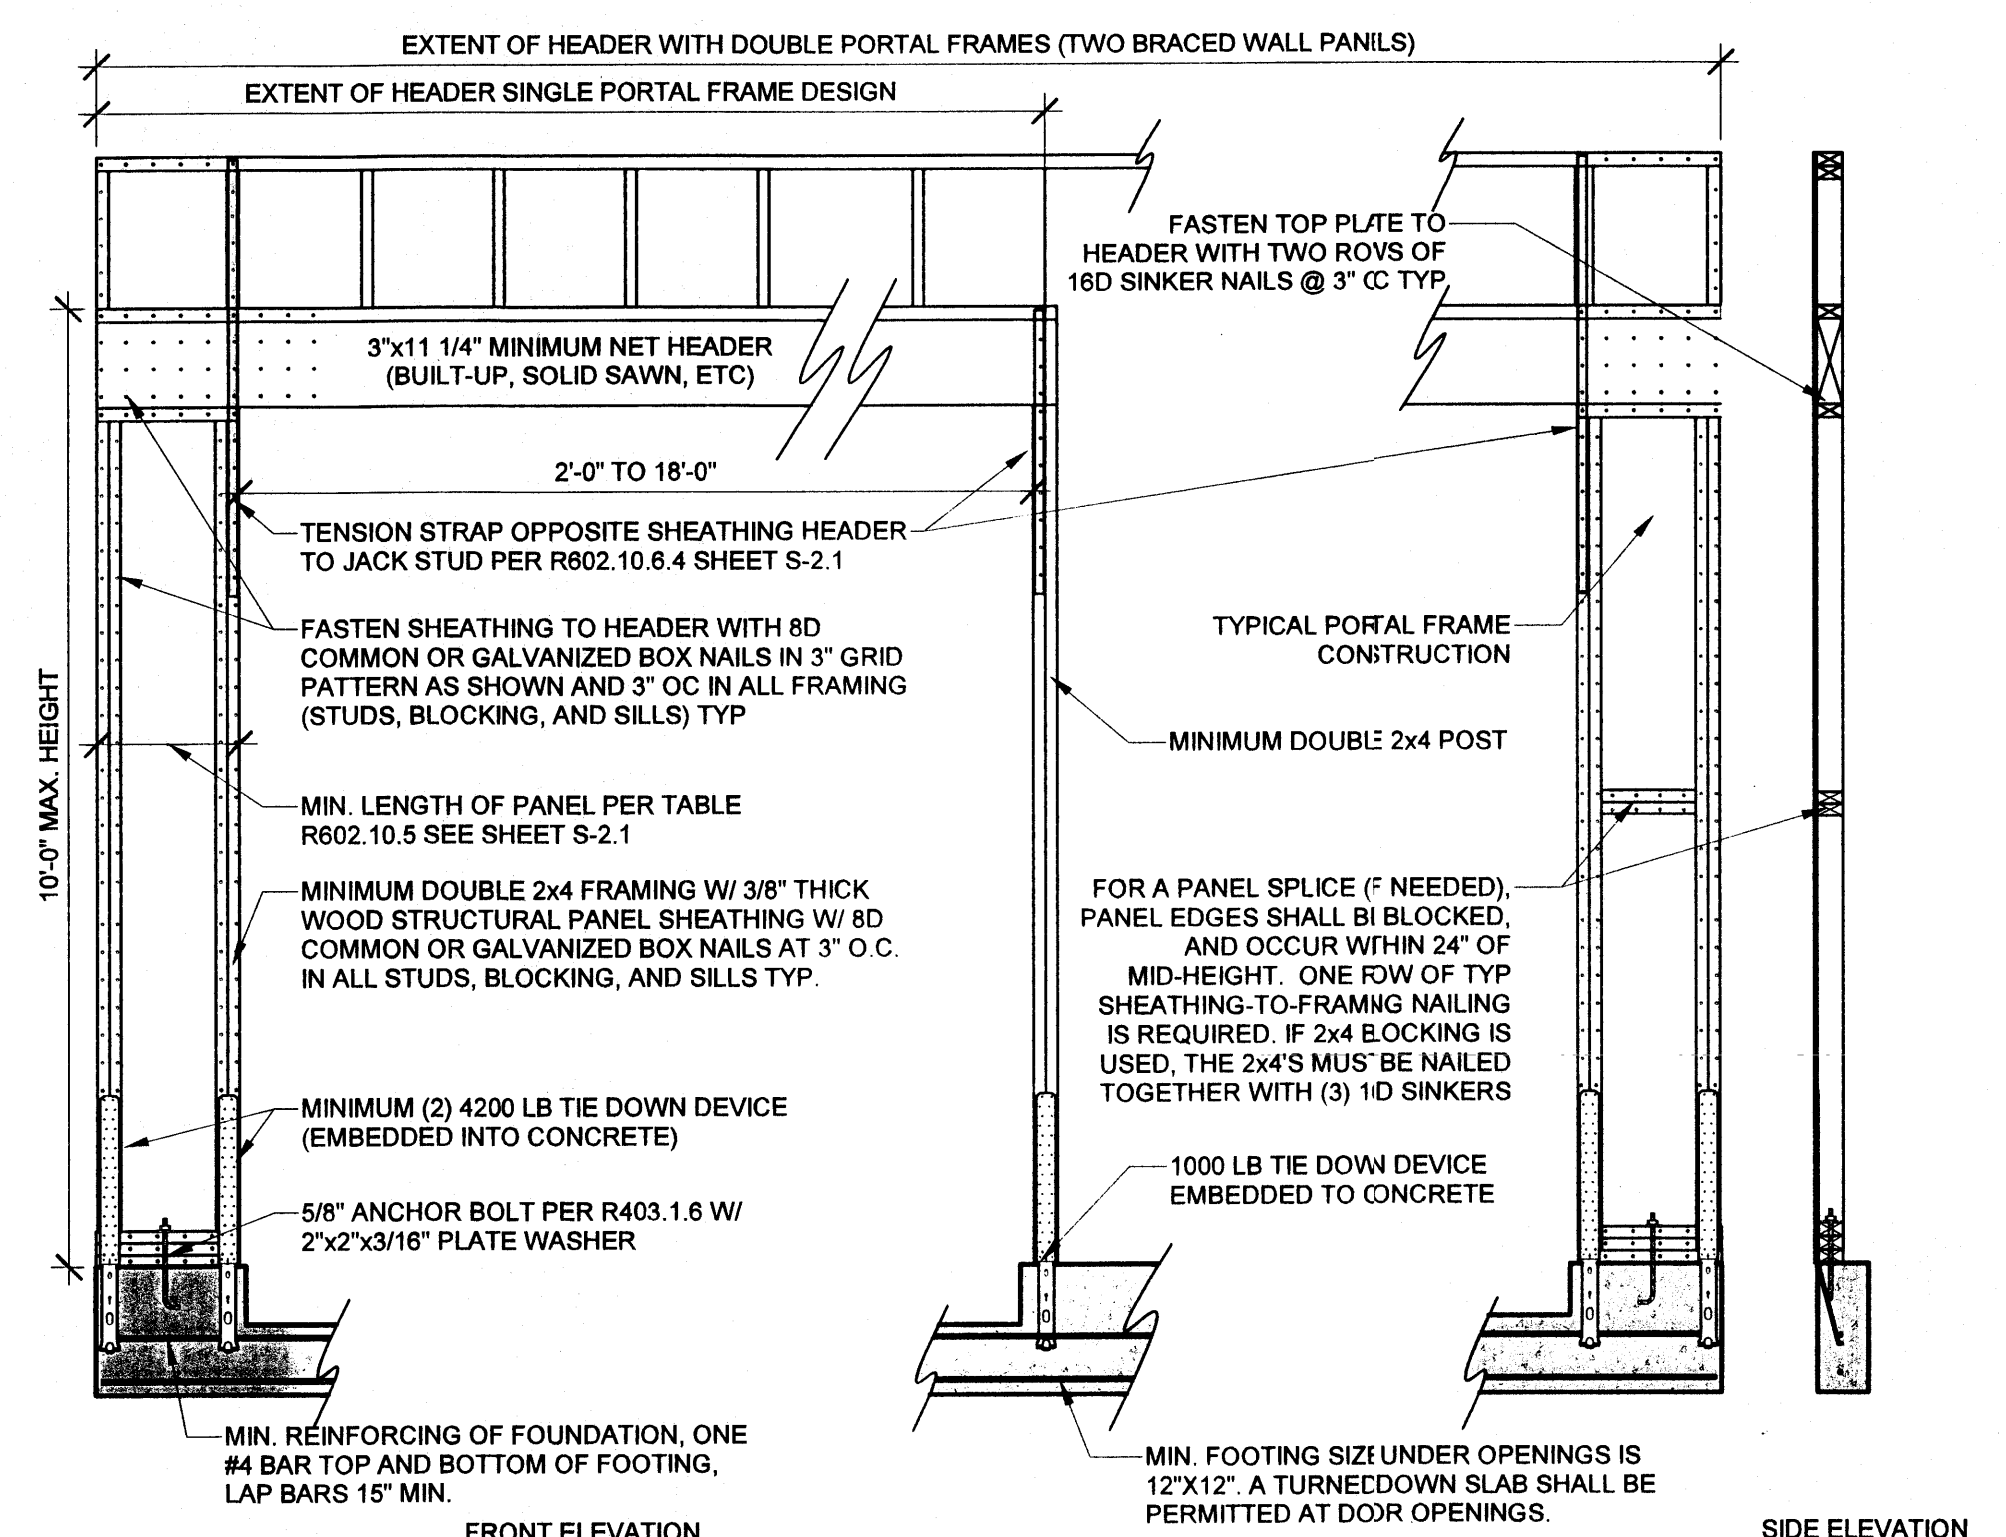 EXTENT OF HEADER WITH DOUBLE PORTAL FRAMES (TWO BRACED WALL PANELS)
EXTENT OF HEADER SINGLE PORTAL FRAME DESIGN
FASTEN TOP PLATE TO
HEADER WITH TWO ROWS OF
16D SINKER NAILS @ 3" OC TYP
3"x11 1/4" MINIMUM NET HEADER
(BUILT-UP, SOLID SAWN, ETC)
2'-0" TO 18'-0"
TENSION STRAP OPPOSITE SHEATHING HEADER
TO JACK STUD PER R602.10.6.4 SHEET S-2.1
FASTEN SHEATHING TO HEADER WITH 8D
COMMON OR GALVANIZED BOX NAILS IN 3" GRID
PATTERN AS SHOWN AND 3" OC IN ALL FRAMING
(STUDS, BLOCKING, AND SILLS) TYP
10'-0" MAX. HEIGHT
MIN. LENGTH OF PANEL PER TABLE
R602.10.5 SEE SHEET S-2.1
MINIMUM DOUBLE 2x4 FRAMING W/ 3/8" THICK
WOOD STRUCTURAL PANEL SHEATHING W/ 8D
COMMON OR GALVANIZED BOX NAILS AT 3" O.C.
IN ALL STUDS, BLOCKING, AND SILLS TYP.
MINIMUM (2) 4200 LB TIE DOWN DEVICE
(EMBEDDED INTO CONCRETE)
5/8" ANCHOR BOLT PER R403.1.6 W/
2"x2"x3/16" PLATE WASHER
MIN. REINFORCING OF FOUNDATION, ONE
#4 BAR TOP AND BOTTOM OF FOOTING,
LAP BARS 15" MIN.
TYPICAL PORTAL FRAME
CONSTRUCTION
MINIMUM DOUBLE 2x4 POST
FOR A PANEL SPLICE (IF NEEDED),
PANEL EDGES SHALL BE BLOCKED,
AND OCCUR WITHIN 24" OF
MID-HEIGHT. ONE ROW OF TYP
SHEATHING-TO-FRAMING NAILING
IS REQUIRED. IF 2x4 BLOCKING IS
USED, THE 2x4'S MUST BE NAILED
TOGETHER WITH (3) SINKERS
1000 LB TIE DOWN DEVICE
EMBEDDED TO CONCRETE
MIN. FOOTING SIZE UNDER OPENINGS IS
12"X12". A TURNED DOWN SLAB SHALL BE
PERMITTED AT DOOR OPENINGS.
FRONT ELEVATION
SIDE ELEVATION